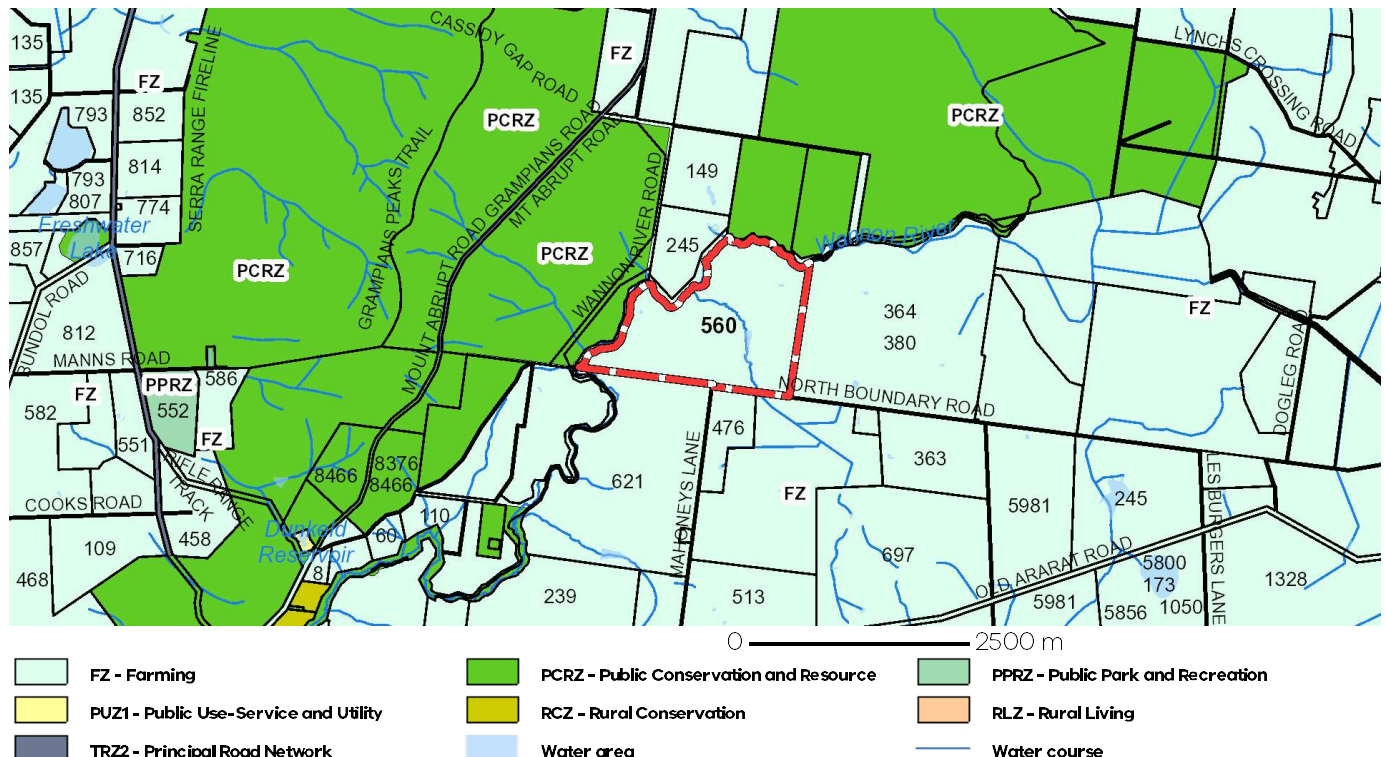 CASSIDY GAP ROAD
LYNCHS CROSSING ROAD
135
FZ
FZ
135
793
852
SERRA RANGE FIRELINE
PCRZ
PCRZ
GRAMPIANS PEAKS TRAIL
MOUNT ABRUPT ROAD GRAMPIANS ROAD
MT ABRUPT ROAD
WANNON RIVER ROAD
814
149
793
807
774
Freshwater
Lake
857
716
245
Wannon River
PCRZ
PCRZ
BUNDOL ROAD
812
560
364
380
FZ
DOGLEG ROAD
MANNS ROAD
PPRZ
586
NORTH BOUNDARY ROAD
582
FZ
552
551
FZ
476
363
RIFLE RANGE
TRACK
8466
8376
8466
621
MAHONEYS LANE
FZ
5981
245
LES BURGERS LANE
COOKS ROAD
458
109
Dunkeld
Reservoir
60
110
8
468
239
513
697
OLD ARARAT ROAD
5981
5800
173
5856
1050
1328
0
2500 m
FZ - Farming
PCRZ - Public Conservation and Resource
PPRZ - Public Park and Recreation
PUZ1 - Public Use-Service and Utility
RCZ - Rural Conservation
RLZ - Rural Living
TRZ2 - Principal Road Network
Water area
Water course